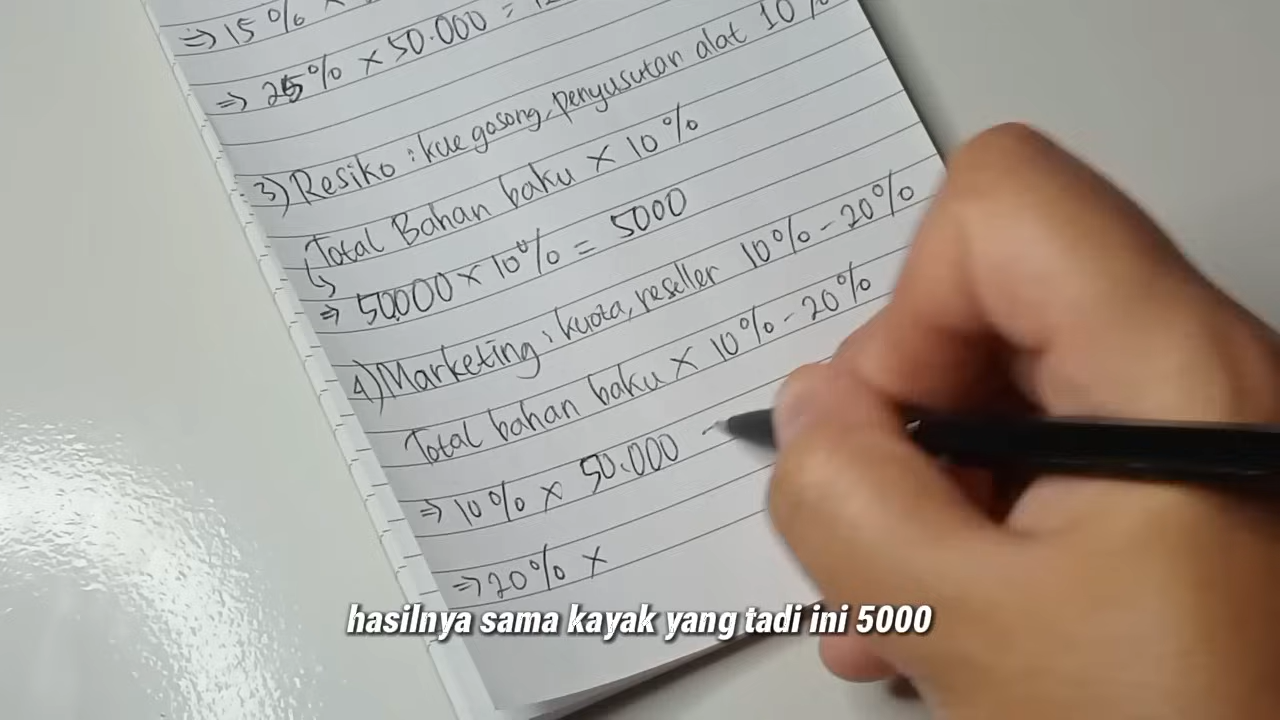 ⇒ 15% ×
⇒ 25% × 50.000 =
3) Resiko : kue gosong, penyusutan alat 10%
Total Bahan baku × 10%
⇒ 50.000 × 10% = 5000
4) Marketing : kuota, reseller 10% - 20%
Total bahan baku × 10% - 20%
⇒ 10% × 50.000
⇒ 20% ×
hasilnya sama kayak yang tadi ini 5000